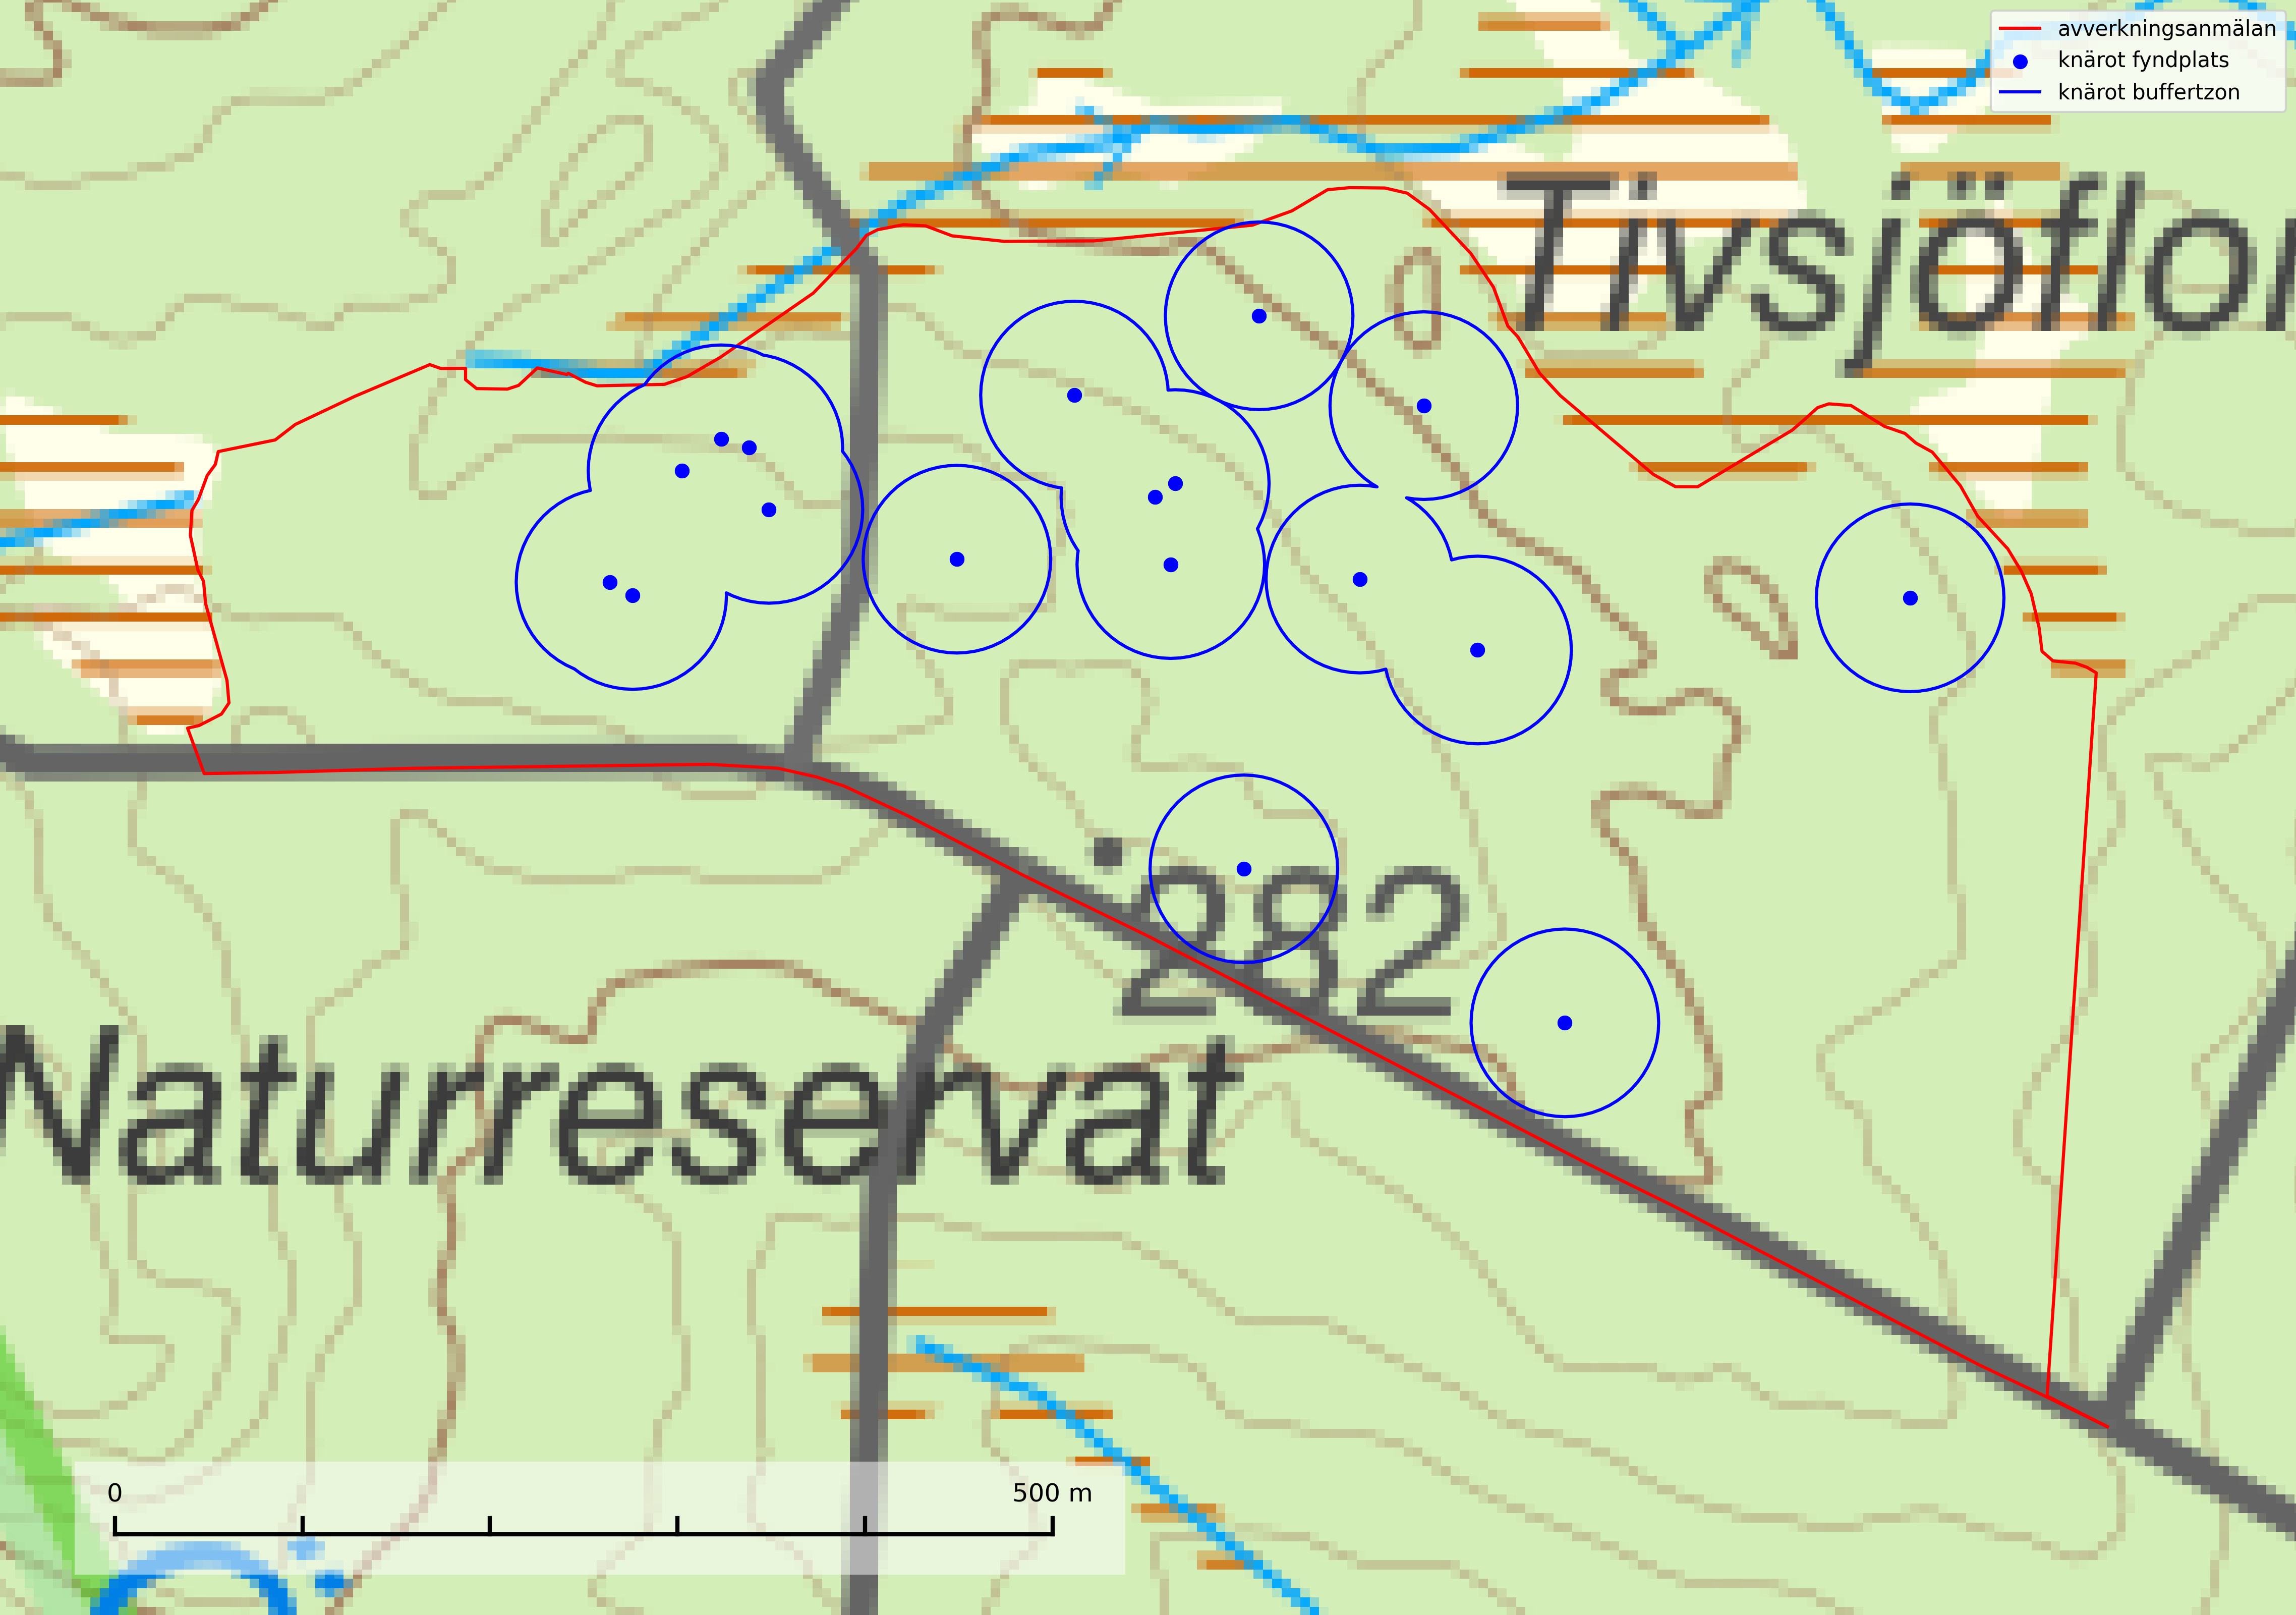 avverkningsanmälan
knärot fyndplats
knärot buffertzon
Tivsjöflo
282
Naturreservat
0 500 m